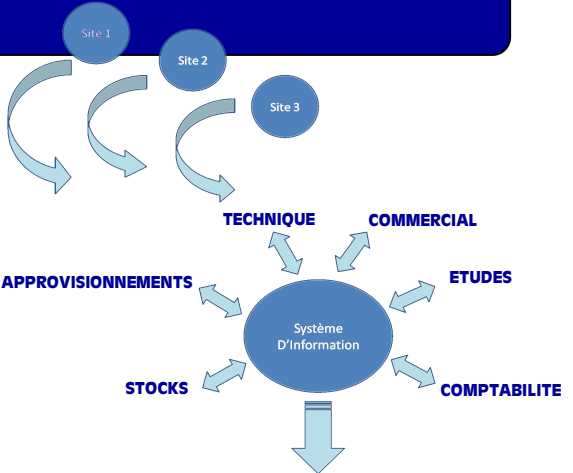 Site 1
Site 2
Site 3
TECHNIQUE
COMMERCIAL
APPROVISIONNEMENTS
ETUDES
Système
D'Information
STOCKS
COMPTABILITE